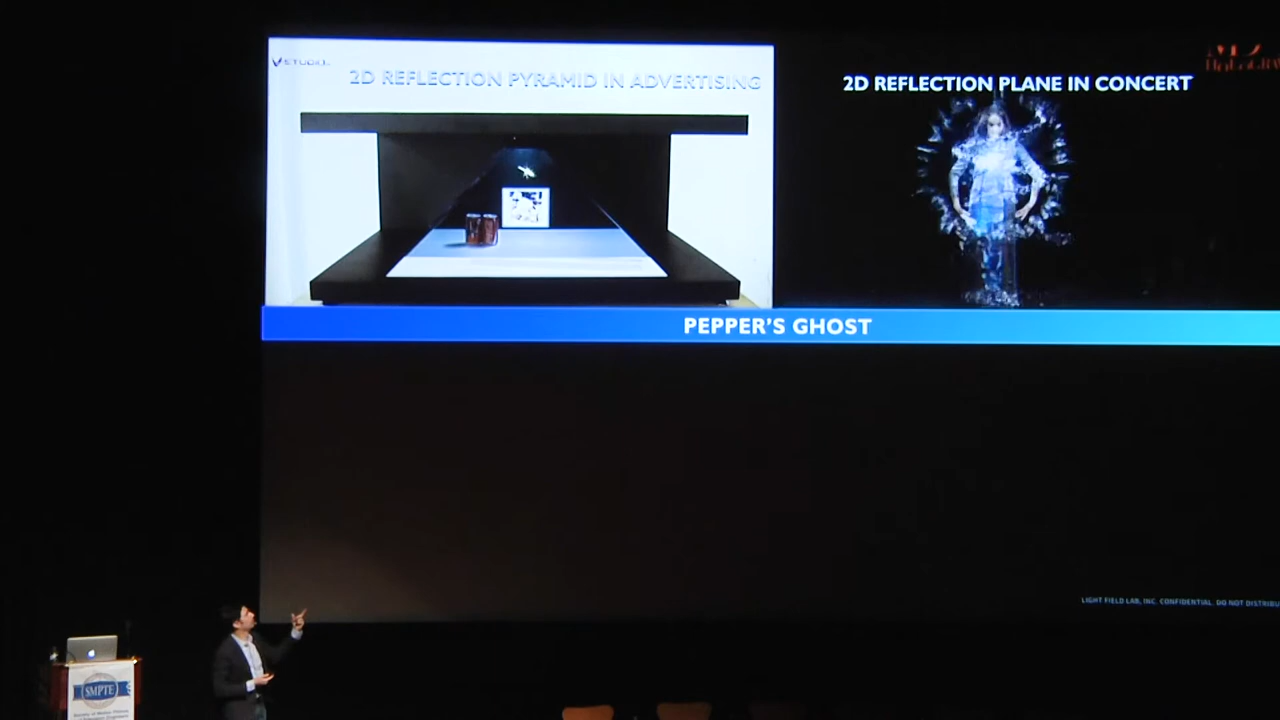 2D REFLECTION PYRAMID IN ADVERTISING
2D REFLECTION PLANE IN CONCERT
PEPPER'S GHOST
LIGHT FIELD LAB, INC. CONFIDENTIAL. DO NOT DISTRIBU
SMPTE